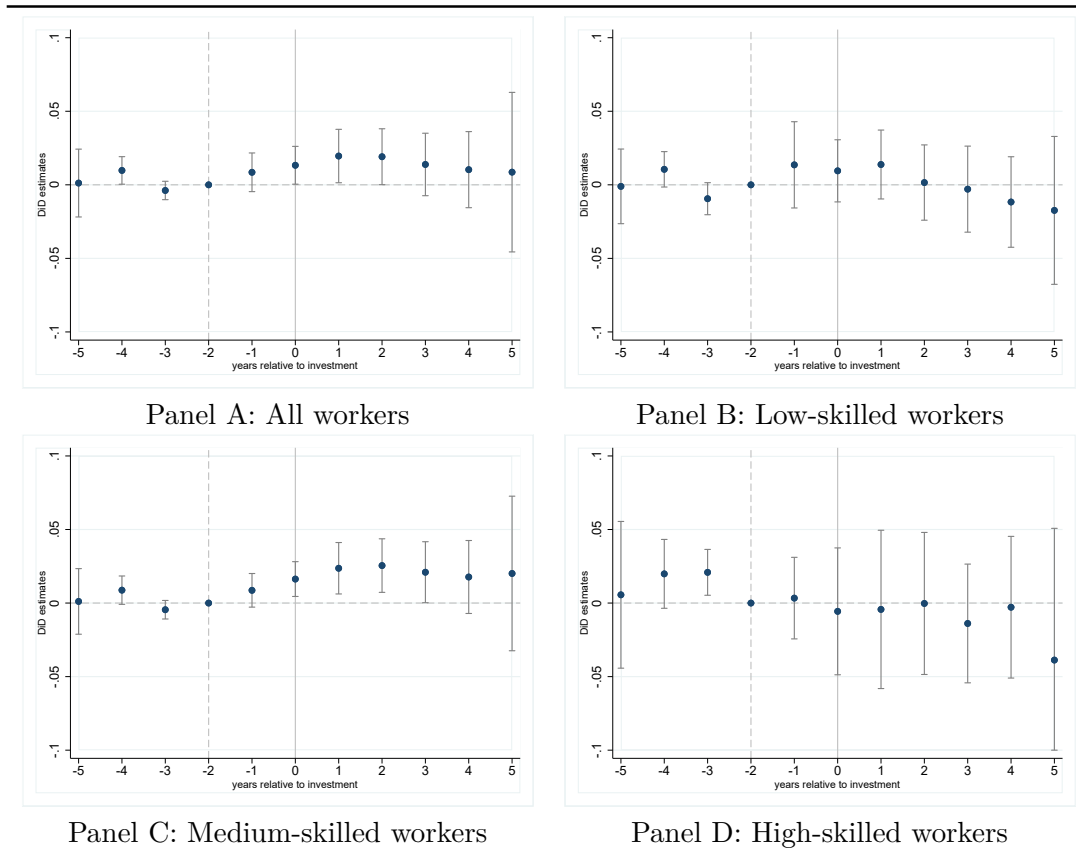 .1
.05
0
-.05
-.1
DiD estimates
-5 -4 -3 -2 -1 0 1 2 3 4 5
years relative to investment
Panel A: All workers
.1
.05
0
-.05
-.1
DiD estimates
-5 -4 -3 -2 -1 0 1 2 3 4 5
years relative to investment
Panel B: Low-skilled workers
.1
.05
0
-.05
-.1
DiD estimates
-5 -4 -3 -2 -1 0 1 2 3 4 5
years relative to investment
Panel C: Medium-skilled workers
.1
.05
0
-.05
-.1
DiD estimates
-5 -4 -3 -2 -1 0 1 2 3 4 5
years relative to investment
Panel D: High-skilled workers